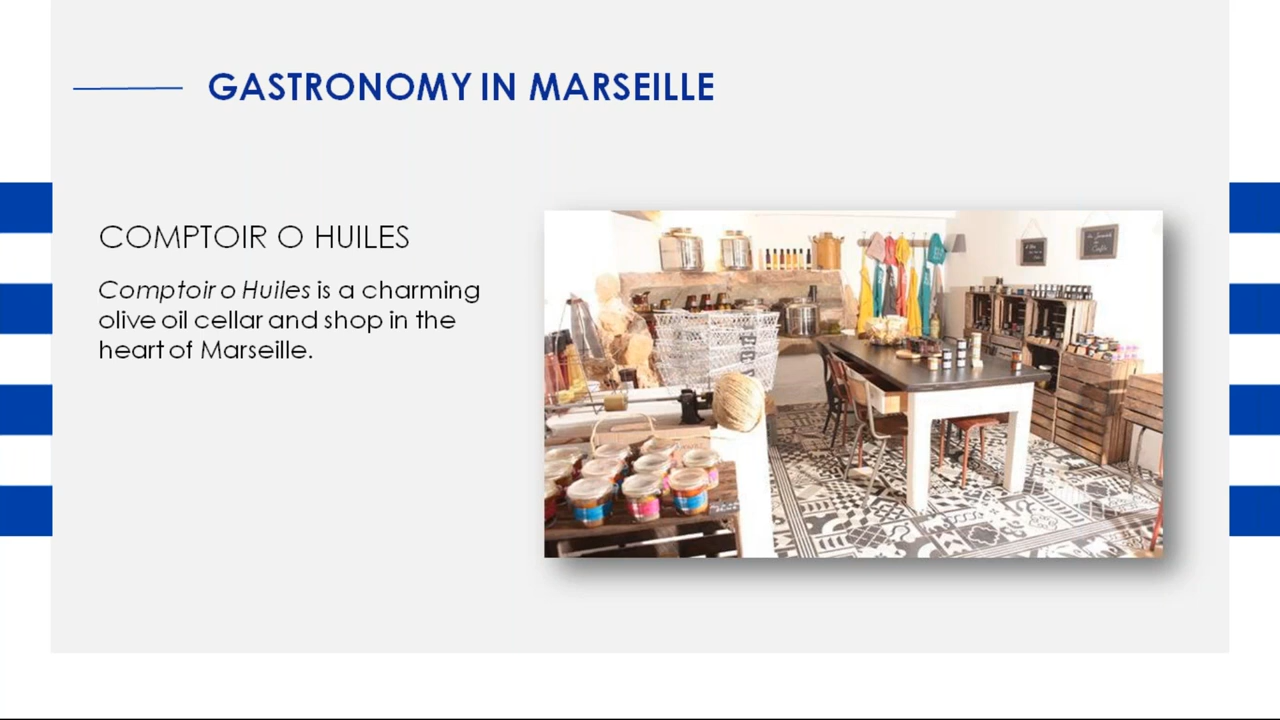 GASTRONOMY IN MARSEILLE
COMPTOIR O HUILES
Comptoir o Huiles is a charming
olive oil cellar and shop in the
heart of Marseille.